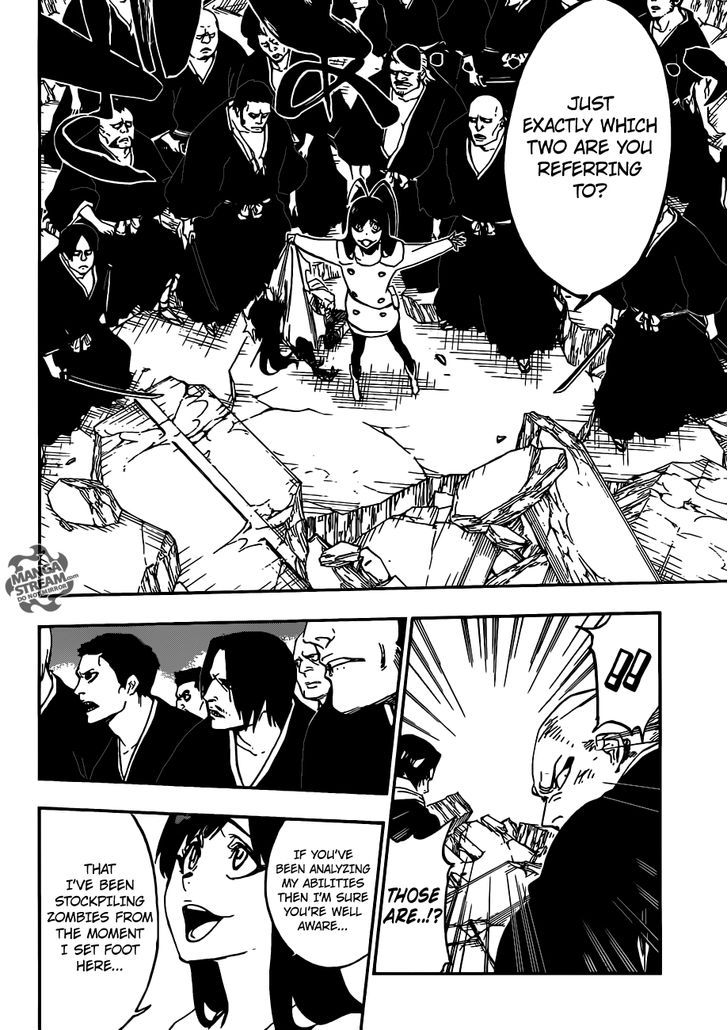 JUST
EXACTLY WHICH
TWO ARE YOU
REFERRING
TO?
MANGA
STREAM.com
DO NOT MIRROR
!!
THOSE
ARE..!?
IF YOU'VE
BEEN ANALYZING
MY ABILITIES
THEN I'M SURE
YOU'RE WELL
AWARE...
THAT
I'VE BEEN
STOCKPILING
ZOMBIES FROM
THE MOMENT
I SET FOOT
HERE...